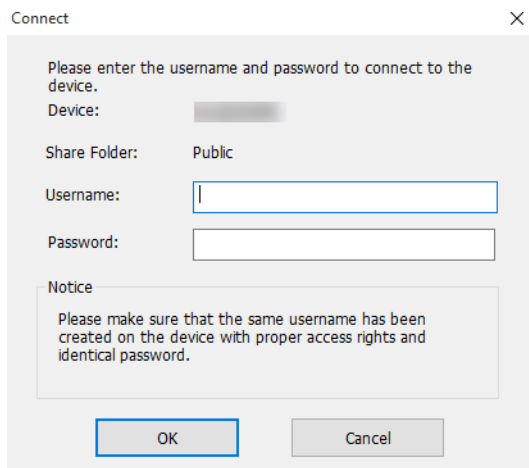 Connect
Please enter the username and password to connect to the
device.
Device:
Share Folder: Public
Username:
Password:
Notice
Please make sure that the same username has been
created on the device with proper access rights and
identical password.
OK Cancel